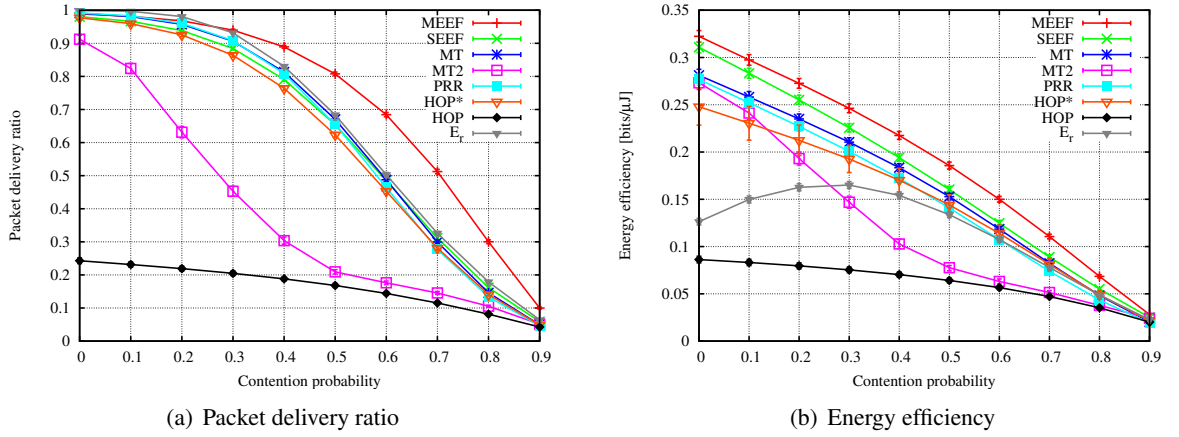 1
0.9
0.8
0.7
0.6
0.5
0.4
0.3
0.2
0.1
0
Packet delivery ratio
MEEF
SEEF
MT
MT2
PRR
HOP*
HOP
E_r
0 0.1 0.2 0.3 0.4 0.5 0.6 0.7 0.8 0.9
Contention probability
(a) Packet delivery ratio
0.35
0.3
0.25
0.2
0.15
0.1
0.05
0
Energy efficiency [bits/µJ]
MEEF
SEEF
MT
MT2
PRR
HOP*
HOP
E_r
0 0.1 0.2 0.3 0.4 0.5 0.6 0.7 0.8 0.9
Contention probability
(b) Energy efficiency